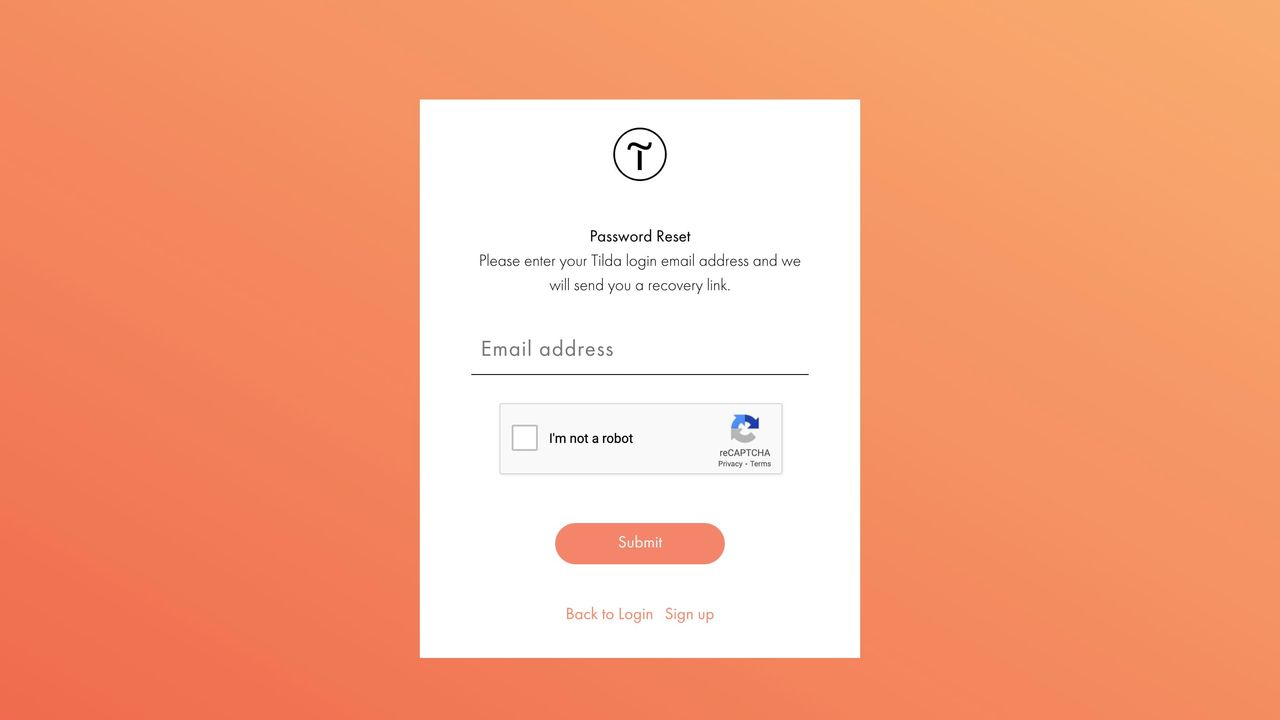 Password Reset
Please enter your Tilda login email address and we
will send you a recovery link.
Email address
I'm not a robot
reCAPTCHA
Privacy - Terms
Submit
Back to Login Sign up